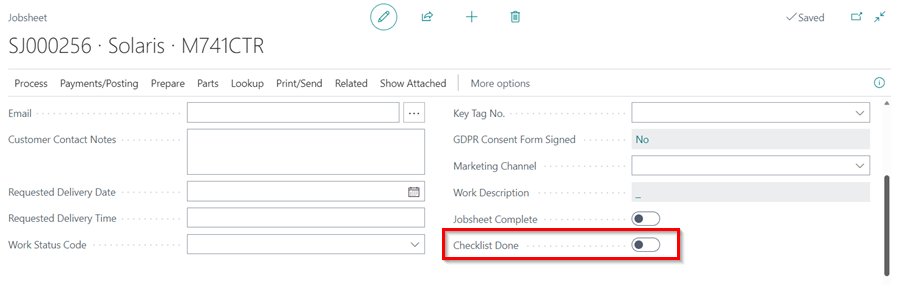 Jobsheet
Saved
SJ000256 · Solaris · M741CTR
Process Payments/Posting Prepare Parts Lookup Print/Send Related Show Attached More options
Email
Customer Contact Notes
Requested Delivery Date
Requested Delivery Time
Work Status Code
Key Tag No.
GDPR Consent Form Signed No
Marketing Channel
Work Description _
Jobsheet Complete
Checklist Done